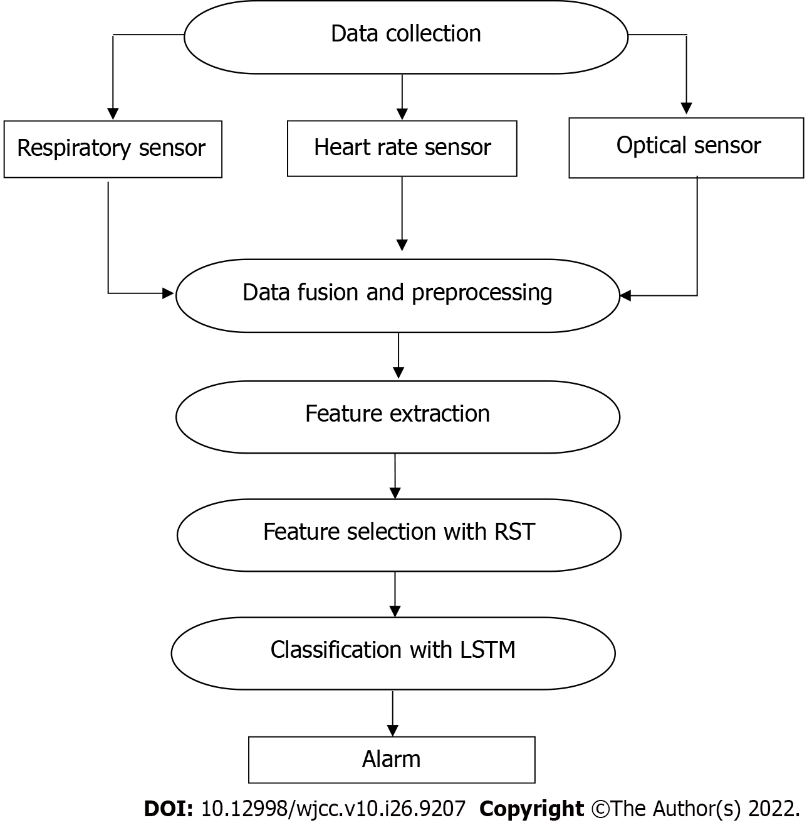 Data collection
Respiratory sensor
Heart rate sensor
Optical sensor
Data fusion and preprocessing
Feature extraction
Feature selection with RST
Classification with LSTM
Alarm
DOI: 10.12998/wjcc.v10.i26.9207 Copyright ©The Author(s) 2022.